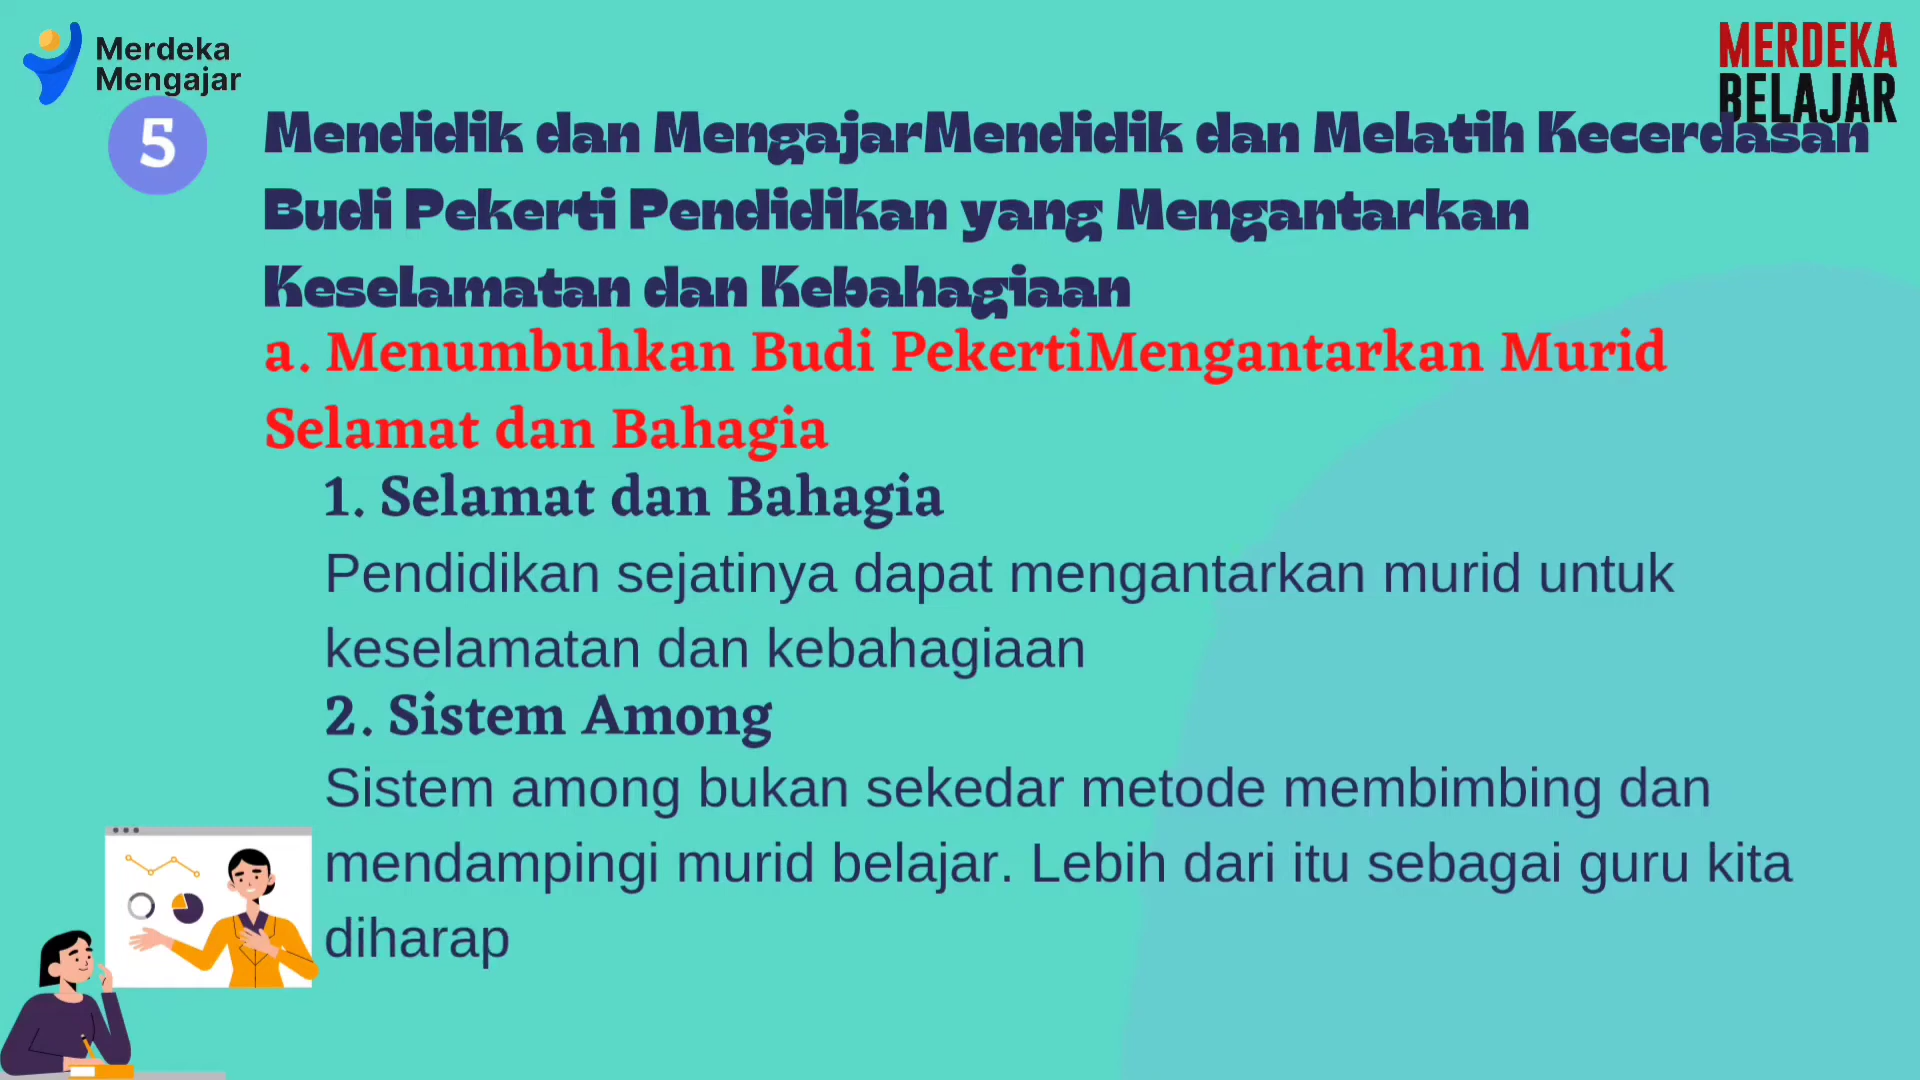 Merdeka
Mengajar
MERDEKA
BELAJAR
5
Mendidik dan MengajarMendidik dan Melatih Kecerdasan
Budi Pekerti Pendidikan yang Mengantarkan
Keselamatan dan Kebahagiaan
a. Menumbuhkan Budi PekertiMengantarkan Murid
Selamat dan Bahagia
1. Selamat dan Bahagia
Pendidikan sejatinya dapat mengantarkan murid untuk
keselamatan dan kebahagiaan
2. Sistem Among
Sistem among bukan sekedar metode membimbing dan
mendampingi murid belajar. Lebih dari itu sebagai guru kita
diharap